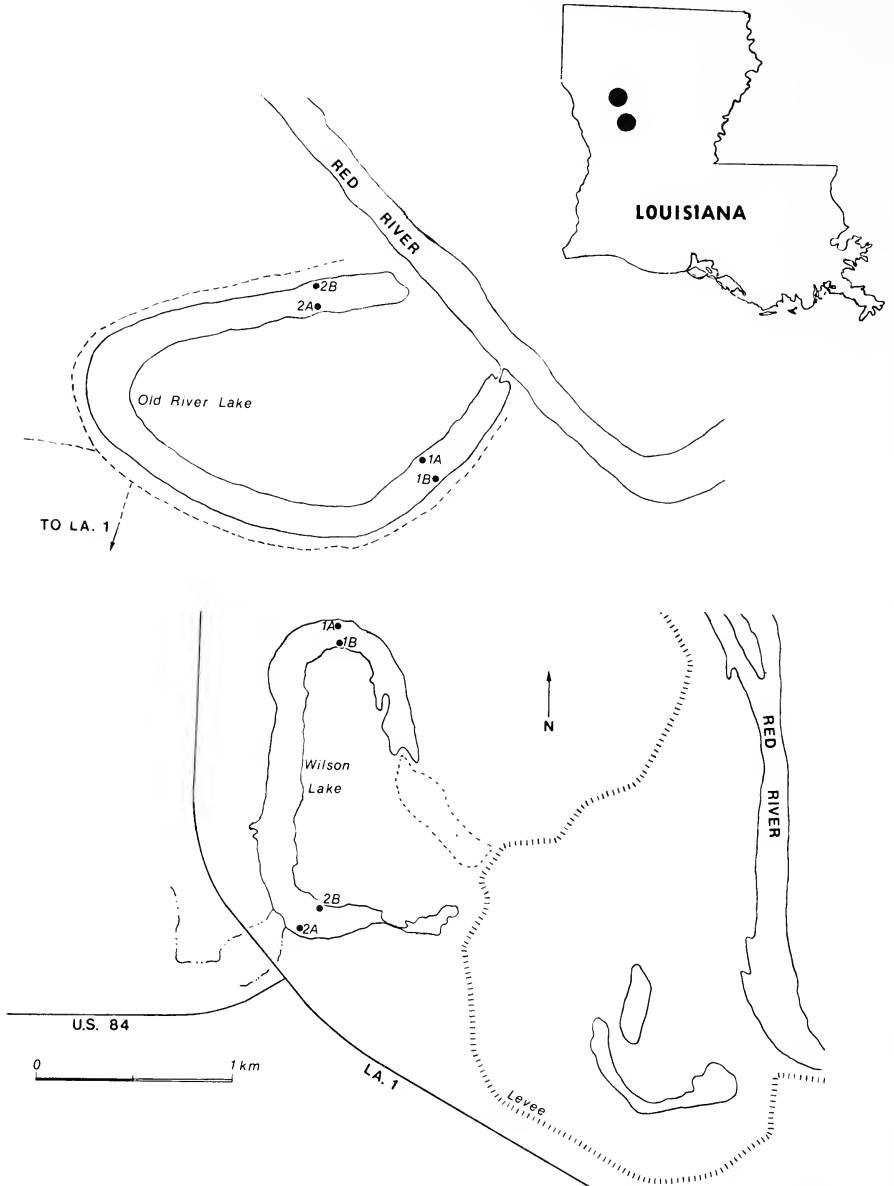 LOUISIANA
RED
RIVER
2B
2A
Old River Lake
1A
1B
TO LA. 1
1A
1B
N
Wilson
Lake
RED
RIVER
2B
2A
U.S. 84
0 1 km
LA. 1
Levee